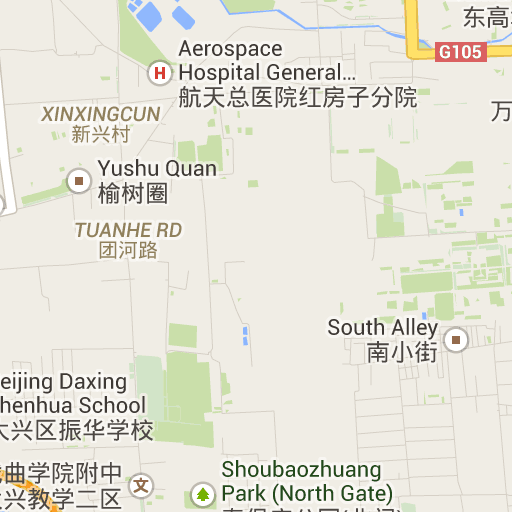 东高
G105
Aerospace
Hospital General...
航天总医院红房子分院
H
万
XINXINGCUN
新兴村
Yushu Quan
榆树圈
TUANHE RD
团河路
South Alley
南小街
eijing Daxing
henhua School
大兴区振华学校
曲学院附中
兴教学二区
文
Shoubaozhuang
Park (North Gate)